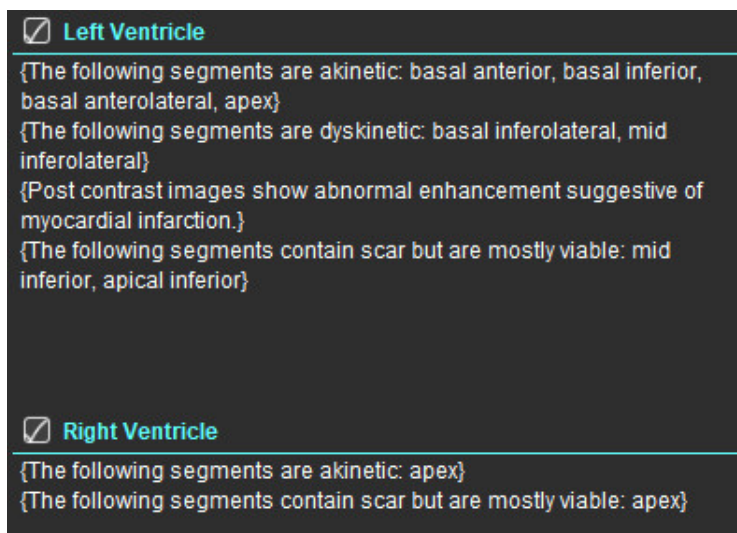 Left Ventricle
{The following segments are akinetic: basal anterior, basal inferior,
basal anterolateral, apex}
{The following segments are dyskinetic: basal inferolateral, mid
inferolateral}
{Post contrast images show abnormal enhancement suggestive of
myocardial infarction.}
{The following segments contain scar but are mostly viable: mid
inferior, apical inferior}
Right Ventricle
{The following segments are akinetic: apex}
{The following segments contain scar but are mostly viable: apex}